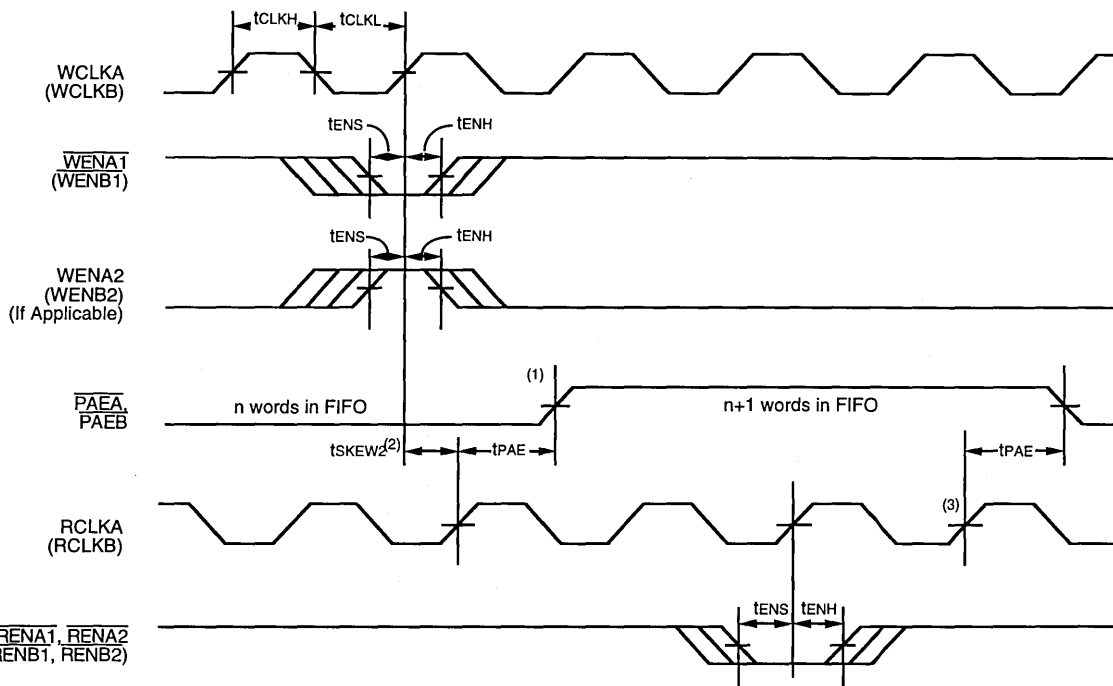 tCLKH
tCLKL
WCLKA
(WCLKB)
tENS
tENH
WENA1
(WENB1)
tENS
tENH
WENA2
(WENB2)
(If Applicable)
(1)
PAEA,
PAEB
n words in FIFO
n+1 words in FIFO
tSKEW2(2)
tPAE
tPAE
RCLKA
(RCLKB)
(3)
tENS
tENH
RENA1, RENA2
RENB1, RENB2)